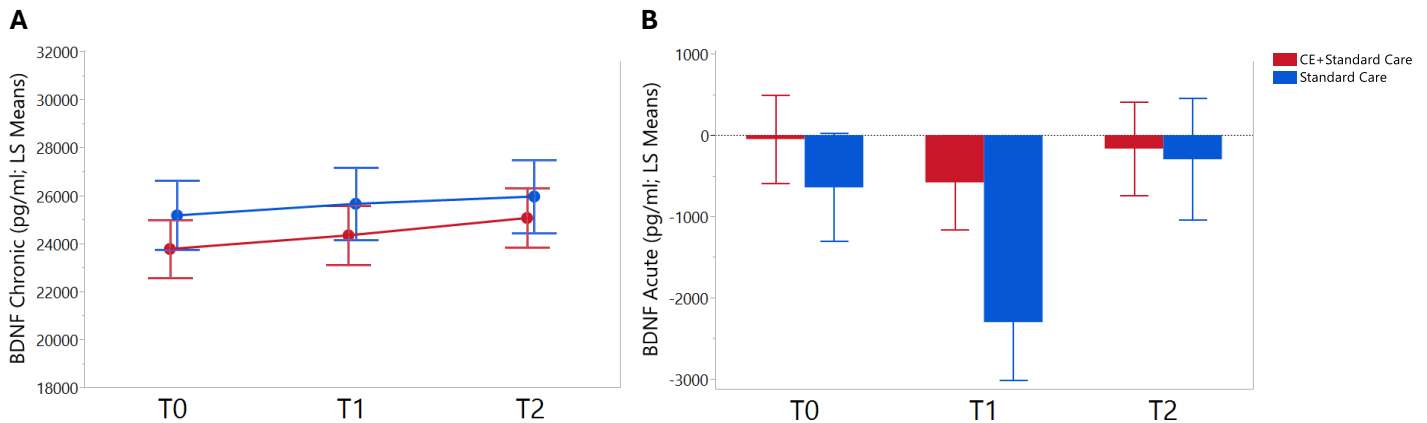 A
BDNF Chronic (pg/ml; LS Means)
32000
30000
28000
26000
24000
22000
20000
18000
T0 T1 T2
B
BDNF Acute (pg/ml; LS Means)
1000
0
-1000
-2000
-3000
T0 T1 T2
CE+Standard Care
Standard Care